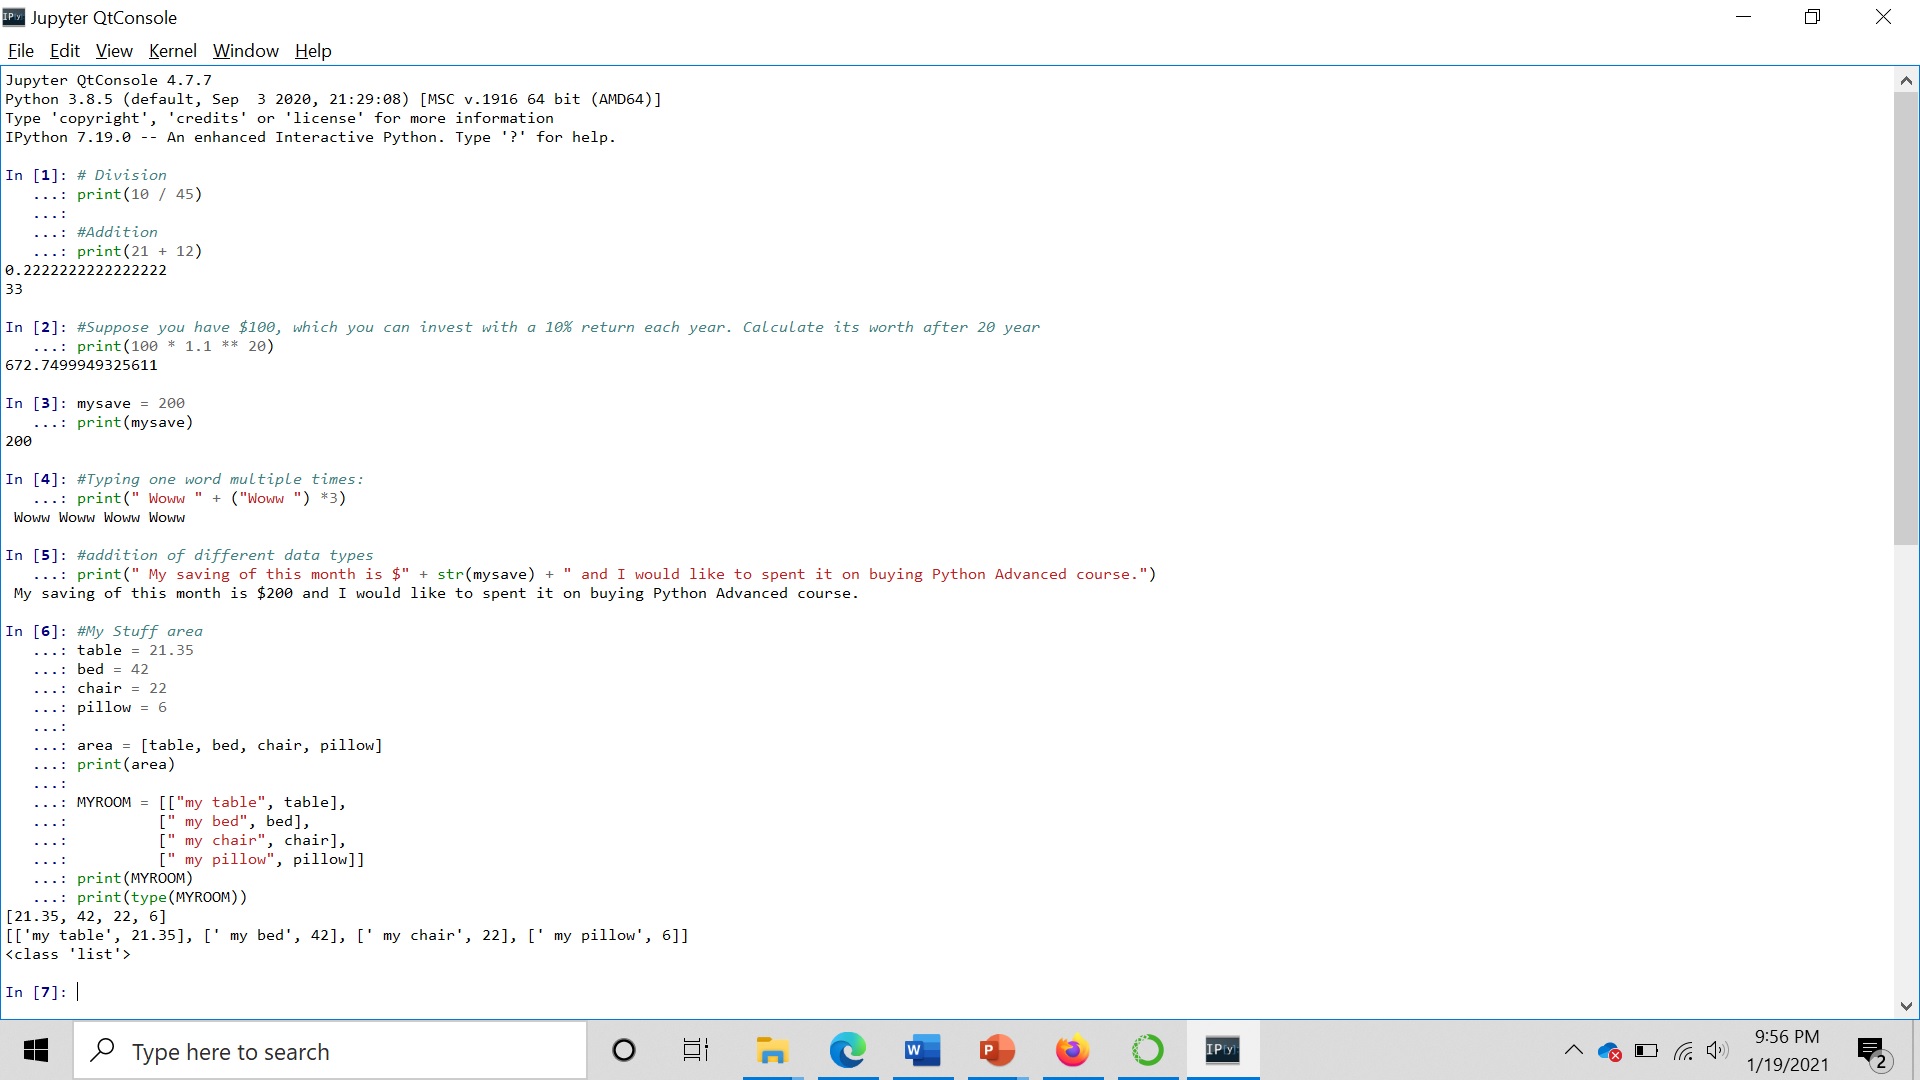 Jupyter QtConsole
File Edit View Kernel Window Help
Jupyter QtConsole 4.7.7
Python 3.8.5 (default, Sep  3 2020, 21:29:08) [MSC v.1916 64 bit (AMD64)]
Type 'copyright', 'credits' or 'license' for more information
IPython 7.19.0 -- An enhanced Interactive Python. Type '?' for help.

In [1]: # Division
   ...: print(10 / 45)
   ...:
   ...: #Addition
   ...: print(21 + 12)
0.2222222222222222
33

In [2]: #Suppose you have $100, which you can invest with a 10% return each year. Calculate its worth after 20 year
   ...: print(100 * 1.1 ** 20)
672.7499949325611

In [3]: mysave = 200
   ...: print(mysave)
200

In [4]: #Typing one word multiple times:
   ...: print(" Woww " + ("Woww ") *3)
 Woww Woww Woww Woww

In [5]: #addition of different data types
   ...: print(" My saving of this month is $" + str(mysave) + " and I would like to spent it on buying Python Advanced course.")
 My saving of this month is $200 and I would like to spent it on buying Python Advanced course.

In [6]: #My Stuff area
   ...: table = 21.35
   ...: bed = 42
   ...: chair = 22
   ...: pillow = 6
   ...:
   ...: area = [table, bed, chair, pillow]
   ...: print(area)
   ...:
   ...: MYROOM = [["my table", table],
   ...:          [" my bed", bed],
   ...:          [" my chair", chair],
   ...:          [" my pillow", pillow]]
   ...: print(MYROOM)
   ...: print(type(MYROOM))
[21.35, 42, 22, 6]
[['my table', 21.35], [' my bed', 42], [' my chair', 22], [' my pillow', 6]]
<class 'list'>

In [7]:
Type here to search
W
P
IP[y]
9:56 PM
1/19/2021
2